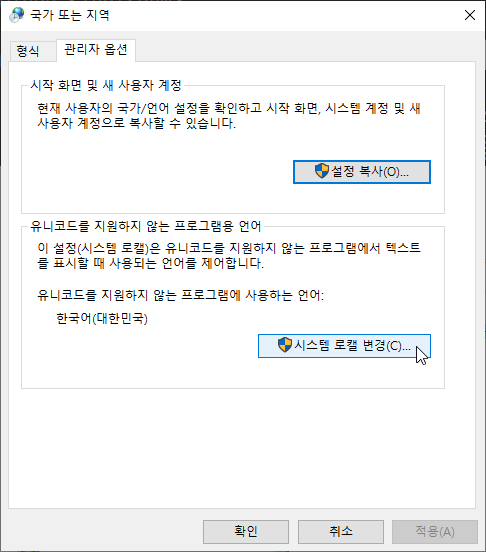 국가 또는 지역
형식
관리자 옵션
시작 화면 및 새 사용자 계정
현재 사용자의 국가/언어 설정을 확인하고 시작 화면, 시스템 계정 및 새
사용자 계정으로 복사할 수 있습니다.
설정 복사(O)...
유니코드를 지원하지 않는 프로그램용 언어
이 설정(시스템 로캘)은 유니코드를 지원하지 않는 프로그램에서 텍스트
를 표시할 때 사용되는 언어를 제어합니다.
유니코드를 지원하지 않는 프로그램에 사용하는 언어:
한국어(대한민국)
시스템 로캘 변경(C)...
확인
취소
적용(A)